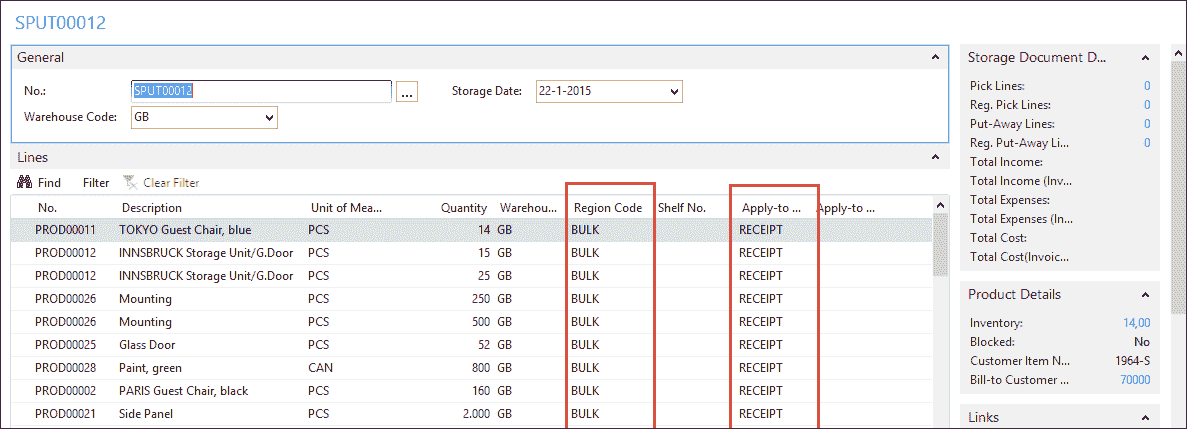 SPUT00012
General
No.: SPUT00012 ... Storage Date: 22-1-2015
Warehouse Code: GB
Lines
Find Filter Clear Filter
No. Description Unit of Mea... Quantity Warehou... Region Code Shelf No. Apply-to ... Apply-to ...
PROD00011 TOKYO Guest Chair, blue PCS 14 GB BULK RECEIPT
PROD00012 INNSBRUCK Storage Unit/G.Door PCS 15 GB BULK RECEIPT
PROD00012 INNSBRUCK Storage Unit/G.Door PCS 25 GB BULK RECEIPT
PROD00026 Mounting PCS 250 GB BULK RECEIPT
PROD00026 Mounting PCS 500 GB BULK RECEIPT
PROD00025 Glass Door PCS 52 GB BULK RECEIPT
PROD00028 Paint, green CAN 800 GB BULK RECEIPT
PROD00002 PARIS Guest Chair, black PCS 160 GB BULK RECEIPT
PROD00021 Side Panel PCS 2.000 GB BULK RECEIPT
Storage Document D...
Pick Lines: 0
Reg. Pick Lines: 0
Put-Away Lines: 0
Reg. Put-Away Li... 0
Total Income:
Total Income (Inv...
Total Expenses:
Total Expenses (In...
Total Cost:
Total Cost(Invoic...
Product Details
Inventory: 14,00
Blocked: No
Customer Item N... 1964-S
Bill-to Customer ... 70000
Links